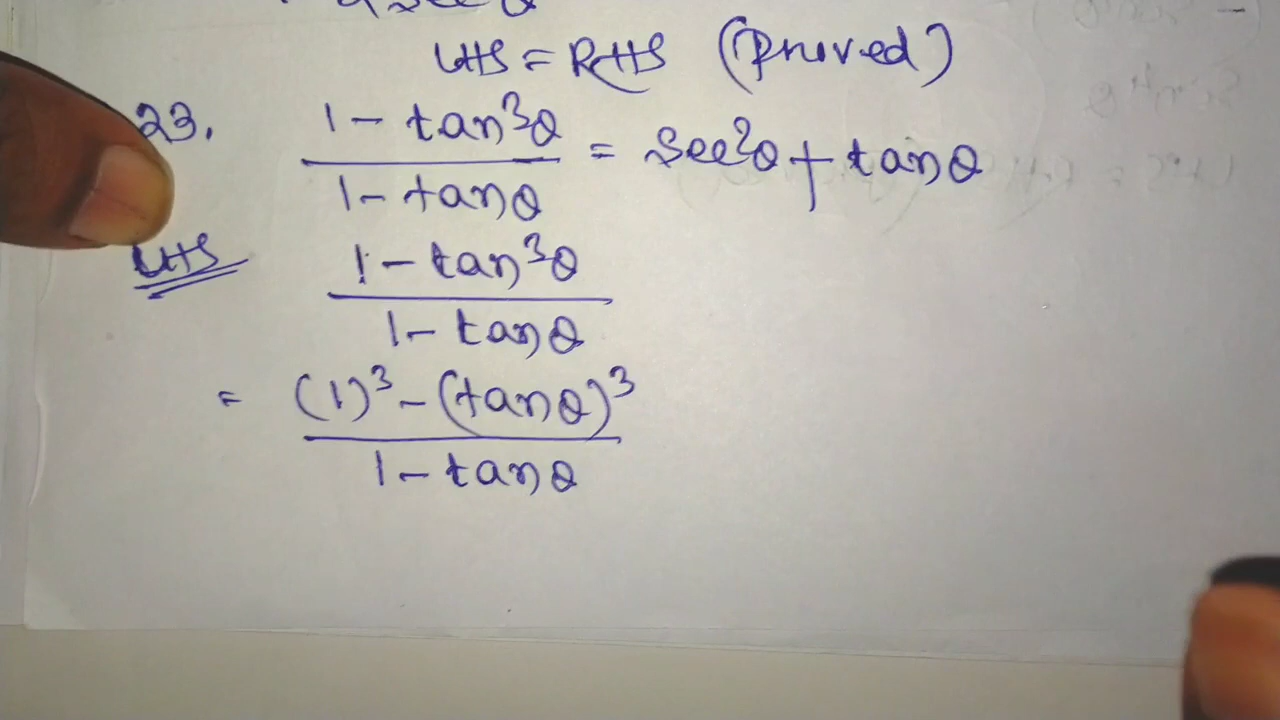 LHS = RHS (Proved)
23. 1 - tan³θ / 1 - tanθ = Sec²θ + tanθ
LHS 1 - tan³θ / 1 - tanθ
= (1)³ - (tanθ)³ / 1 - tanθ